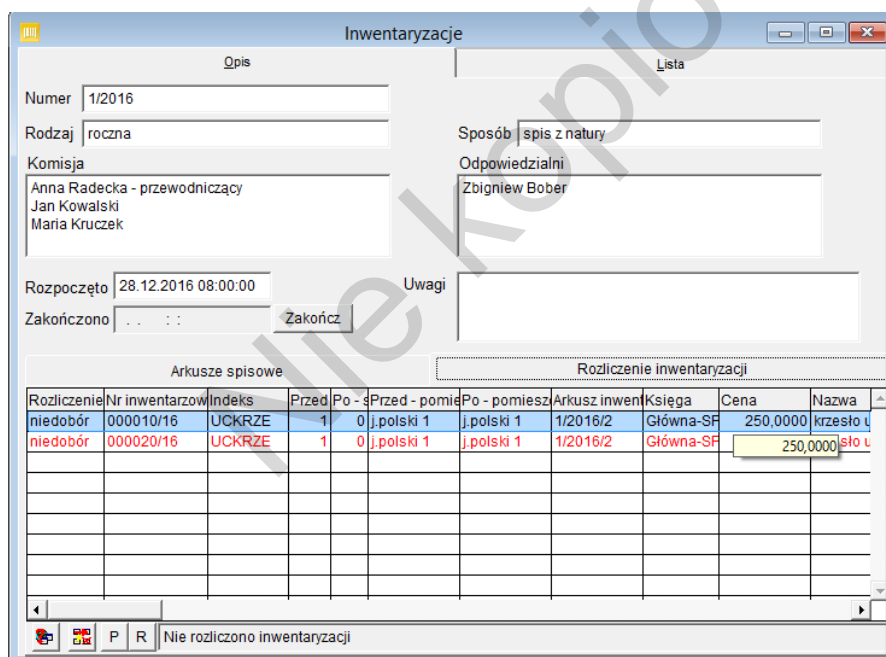 Inwentaryzacje
Opis
Lista
Numer 1/2016
Rodzaj roczna
Sposób spis z natury
Komisja
Odpowiedzialni
Anna Radecka - przewodniczący
Jan Kowalski
Maria Kruczek
Zbigniew Bober
Rozpoczęto 28.12.2016 08:00:00
Uwagi
Zakończono . . : :
Zakończ
Arkusze spisowe
Rozliczenie inwentaryzacji
Rozliczenie Nr inwentarzow Indeks Przed Po - s Przed - pomie Po - pomiesz Arkusz inwent Księga Cena Nazwa
niedobór 000010/16 UCKRZE 1 0 j.polski 1 j.polski 1 1/2016/2 Główna-SP 250,0000 krzesło u
niedobór 000020/16 UCKRZE 1 0 j.polski 1 j.polski 1 1/2016/2 Główna-SP 250,0000 sło u
P R Nie rozliczono inwentaryzacji
Nie kopio